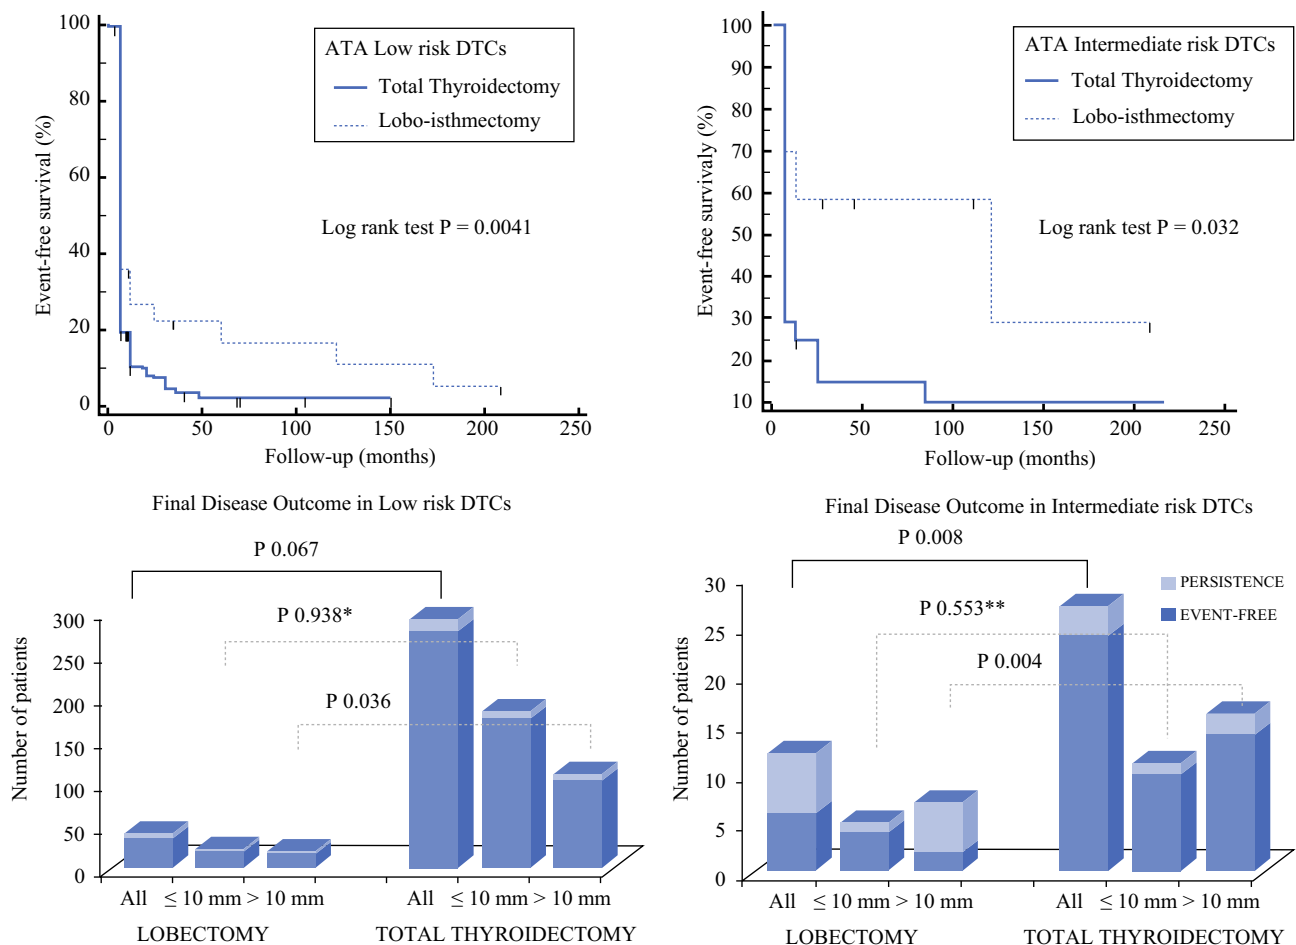 ATA Low risk DTCs
Total Thyroidectomy
Lobo-isthmectomy
Log rank test P = 0.0041
Event-free survival (%)
100
80
60
40
20
0
0 50 100 150 200 250
Follow-up (months)
ATA Intermediate risk DTCs
Total Thyroidectomy
Lobo-isthmectomy
Log rank test P = 0.032
Event-free survivaly (%)
100
90
80
70
60
50
40
30
20
10
0 50 100 150 200 250
Follow-up (months)
Final Disease Outcome in Low risk DTCs
P 0.067
P 0.938*
P 0.036
Number of patients
300
250
200
150
100
50
0
All ≤ 10 mm > 10 mm All ≤ 10 mm > 10 mm
LOBECTOMY TOTAL THYROIDECTOMY
Final Disease Outcome in Intermediate risk DTCs
P 0.008
PERSISTENCE
EVENT-FREE
P 0.553**
P 0.004
Number of patients
30
25
20
15
10
5
0
All ≤ 10 mm > 10 mm All ≤ 10 mm > 10 mm
LOBECTOMY TOTAL THYROIDECTOMY